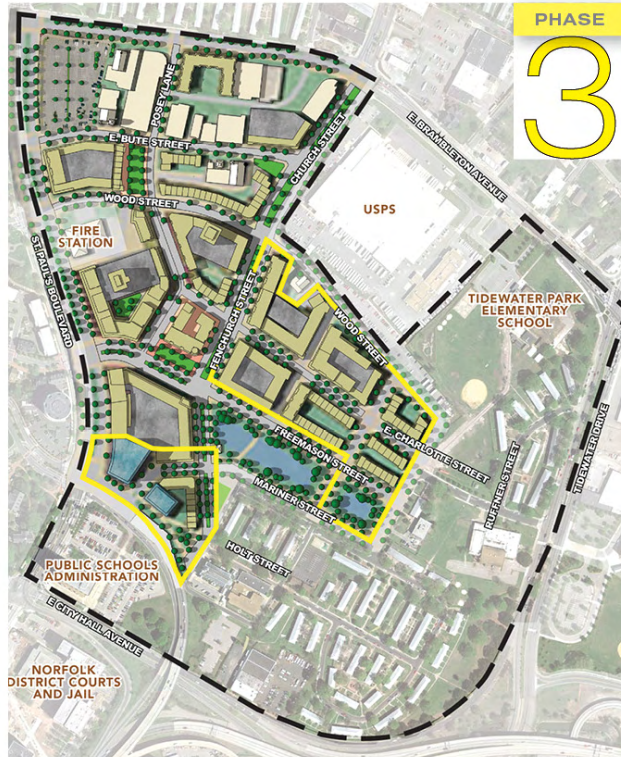 PHASE
3
POSEY LANE
E. BUTE STREET
CHURCH STREET
E. BRAMBLETON AVENUE
WOOD STREET
USPS
FIRE
STATION
ST. PAUL'S BOULEVARD
FENCHURCH STREET
WOOD STREET
TIDEWATER PARK
ELEMENTARY
SCHOOL
TIDEWATER DRIVE
E. CHARLOTTE STREET
FREEMASON STREET
RUFFNER STREET
MARINER STREET
HOLT STREET
PUBLIC SCHOOLS
ADMINISTRATION
E CITY HALL AVENUE
NORFOLK
DISTRICT COURTS
AND JAIL